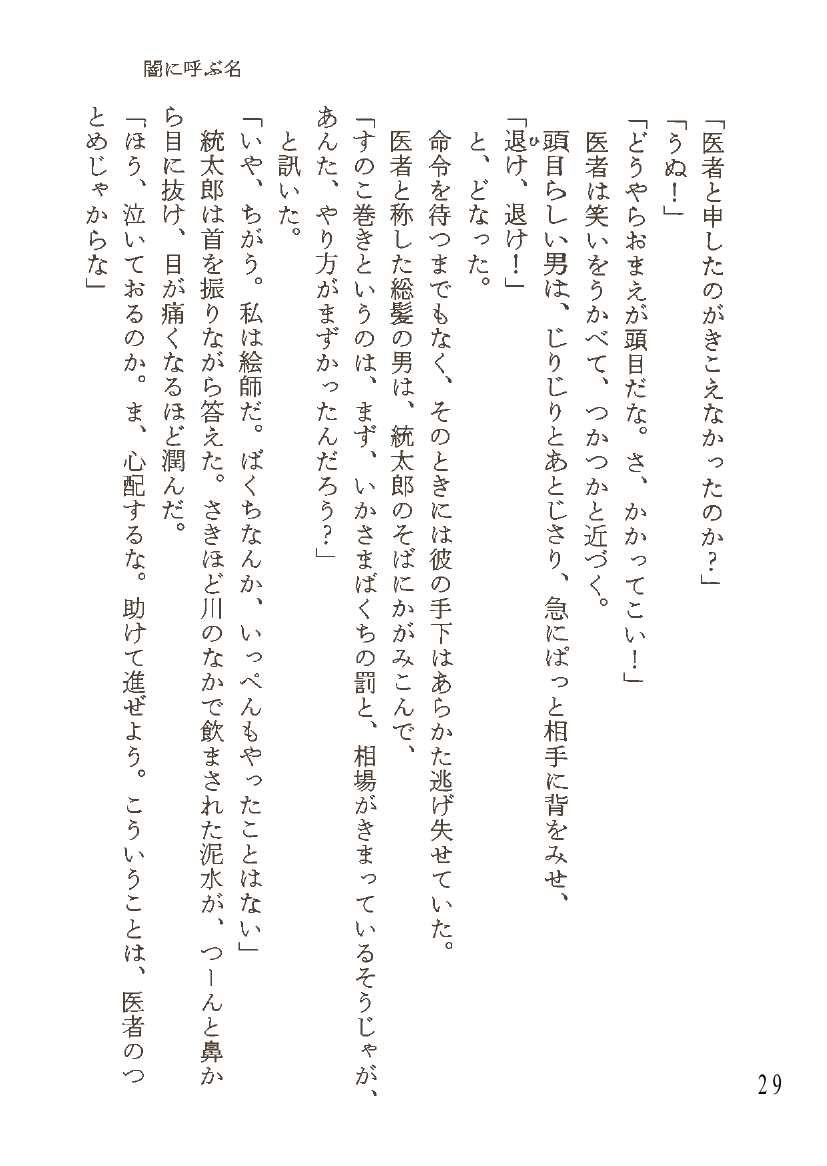 闇に呼ぶ名
「医者と申したのがきこえなかったのか？」
「うぬ！」
「どうやらおまえが頭目だな。さ、かかってこい！」
医者は笑いをうかべて、つかつかと近づく。
頭目らしい男は、じりじりとあとじさり、急にぱっと相手に背をみせ、
「退け、退け！」
と、どなった。
命令を待つまでもなく、そのときには彼の手下はあらかた逃げ失せていた。
医者と称した総髪の男は、統太郎のそばにかがみこんで、
「すのこ巻きというのは、まず、いかさまばくちの罰と、相場がきまっているそうじゃが、
あんた、やり方がまずかったんだろう？」
と訊いた。
「いや、ちがう。私は絵師だ。ばくちなんか、いっぺんもやったことはない」
統太郎は首を振りながら答えた。さきほど川のなかで飲まされた泥水が、つーんと鼻か
ら目に抜け、目が痛くなるほど潤んだ。
「ほう、泣いておるのか。ま、心配するな。助けて進ぜよう。こういうことは、医者のつ
とめじゃからな」
29